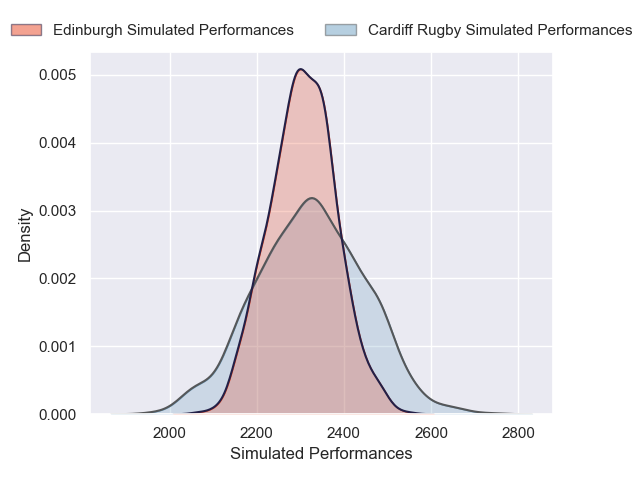 Edinburgh Simulated Performances Cardiff Rugby Simulated Performances
0.005
0.004
0.003
0.002
0.001
0.000
Density
2000 2200 2400 2600 2800
Simulated Performances